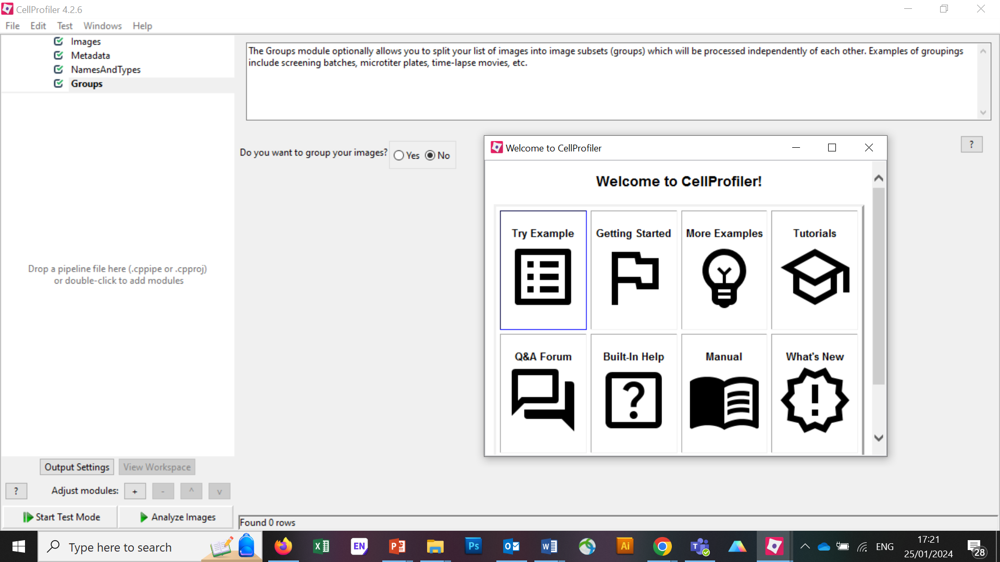 CellProfiler 4.2.6
File Edit Test Windows Help
Images
Metadata
NamesAndTypes
Groups
The Groups module optionally allows you to split your list of images into image subsets (groups) which will be processed independently of each other. Examples of groupings
include screening batches, microtiter plates, time-lapse movies, etc.
Do you want to group your images? Yes No
?
Welcome to CellProfiler
Welcome to CellProfiler!
Try Example Getting Started More Examples Tutorials
Q&A Forum Built-In Help Manual What's New
?
!
Drop a pipeline file here (.cppipe or .cpproj)
or double-click to add modules
Output Settings View Workspace
? Adjust modules: + - ^ v
Start Test Mode Analyze Images
Found 0 rows
Type here to search
EN
Ps
Ai
ENG
17:21
25/01/2024
28